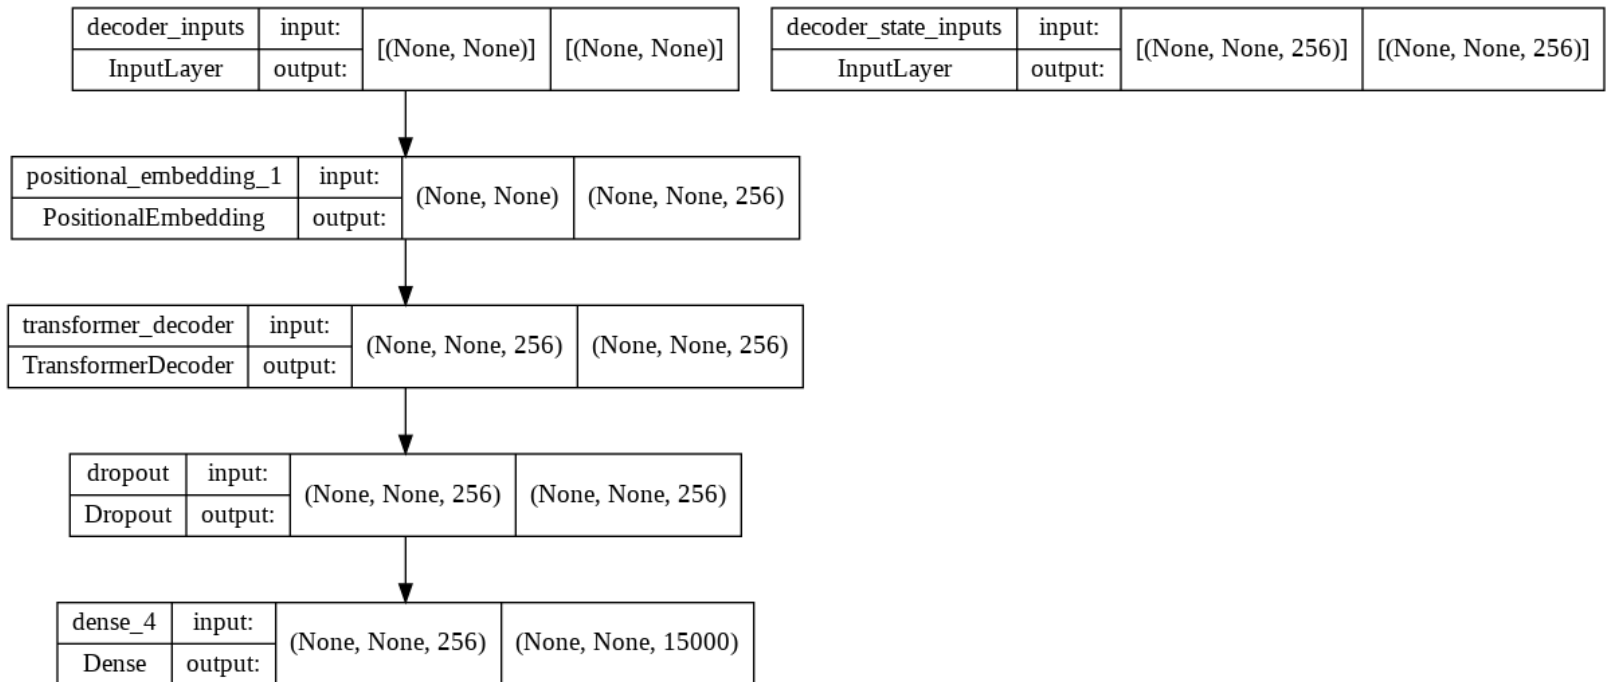 decoder_inputs input: [(None, None)] [(None, None)]
InputLayer output:
decoder_state_inputs input: [(None, None, 256)] [(None, None, 256)]
InputLayer output:
positional_embedding_1 input: (None, None) (None, None, 256)
PositionalEmbedding output:
transformer_decoder input: (None, None, 256) (None, None, 256)
TransformerDecoder output:
dropout input: (None, None, 256) (None, None, 256)
Dropout output:
dense_4 input: (None, None, 256) (None, None, 15000)
Dense output: